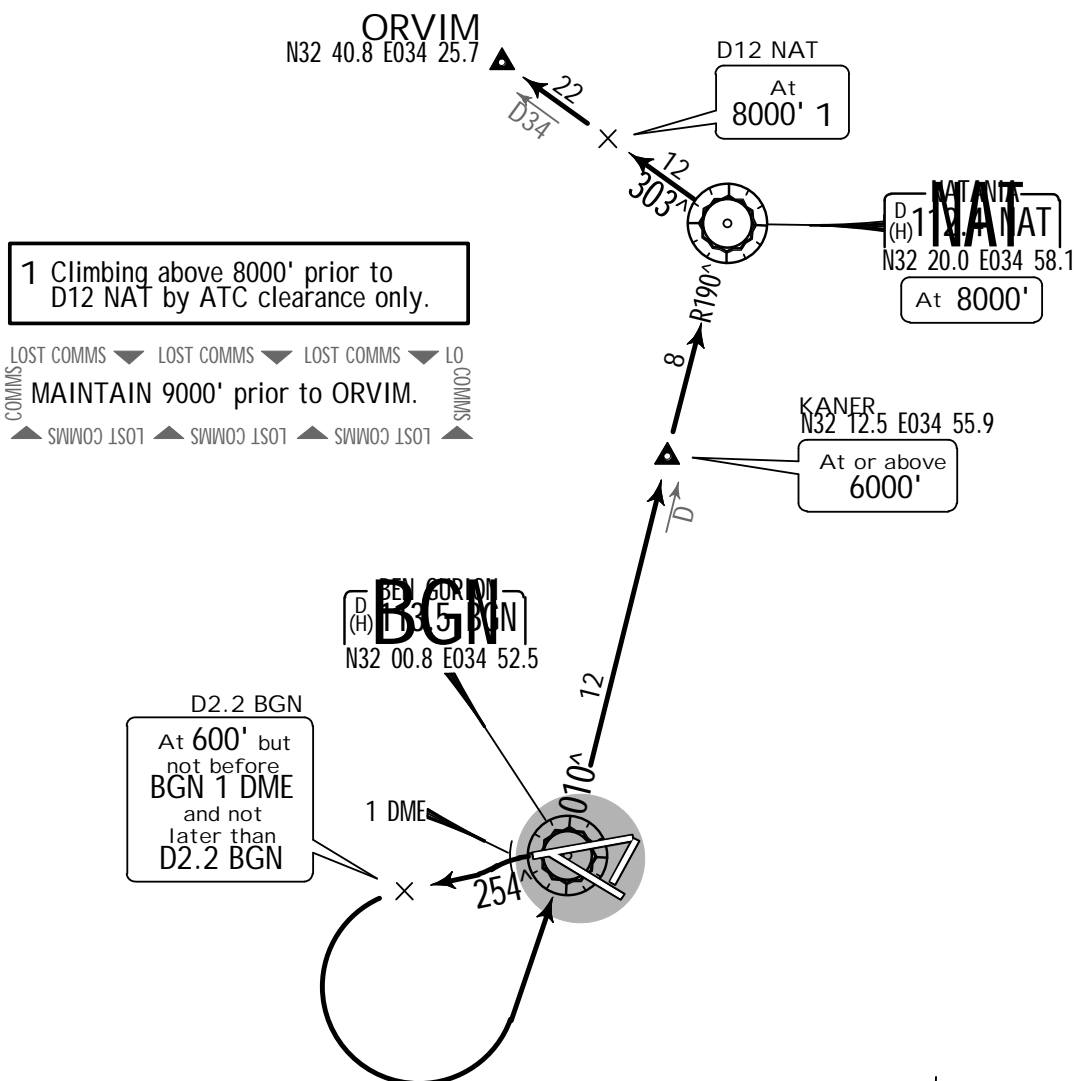 ORVIM
N32 40.8 E034 25.7
D12 NAT
At
8000' 1
22
D34
12
303^
NATANIA
D
(H)
112.4 NAT
NAT
N32 20.0 E034 58.1
At 8000'
1 Climbing above 8000' prior to
D12 NAT by ATC clearance only.
R190^
8
LOST COMMS LOST COMMS LOST COMMS LO
COMMS
MAINTAIN 9000' prior to ORVIM.
COMMS
LOST COMMS LOST COMMS LOST COMMS
KANER
N32 12.5 E034 55.9
At or above
6000'
D
BEN GURION
D
(H)
113.5 BGN
BGN
N32 00.8 E034 52.5
12
D2.2 BGN
At 600' but
not before
BGN 1 DME
and not
later than
D2.2 BGN
1 DME
010^
254^